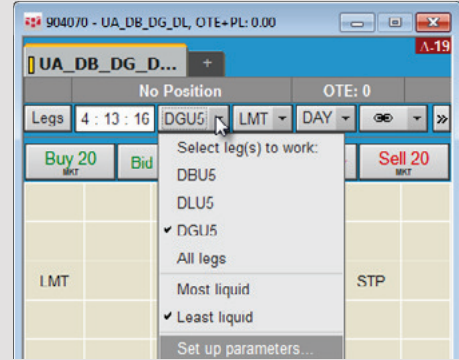 904070 - UA_DB_DG_DL, OTE+PL: 0.00
UA_DB_DG_D... +
Λ-19
No Position OTE: 0
Legs 4 : 13 : 16 DGU5 LMT DAY »
Buy 20 Bid Sell 20
MKT MKT
Select leg(s) to work:
DBU5
DLU5
✔ DGU5
All legs
LMT STP
Most liquid
✔ Least liquid
Set up parameters...